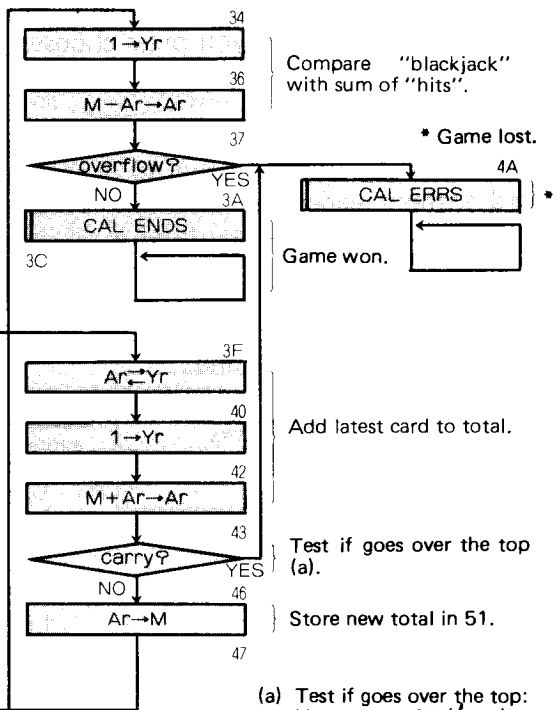 34
1→Yr
36
M−Ar→Ar
Compare "blackjack"
with sum of "hits".
37
overflow?
YES
NO
* Game lost.
4A
CAL ERRS
*
3A
CAL ENDS
3C
Game won.
3F
Ar⇄Yr
40
1→Yr
42
M+Ar→Ar
Add latest card to total.
43
carry?
YES
NO
Test if goes over the top
(a).
46
Ar→M
Store new total in 51.
47
(a) Test if goes over the top: